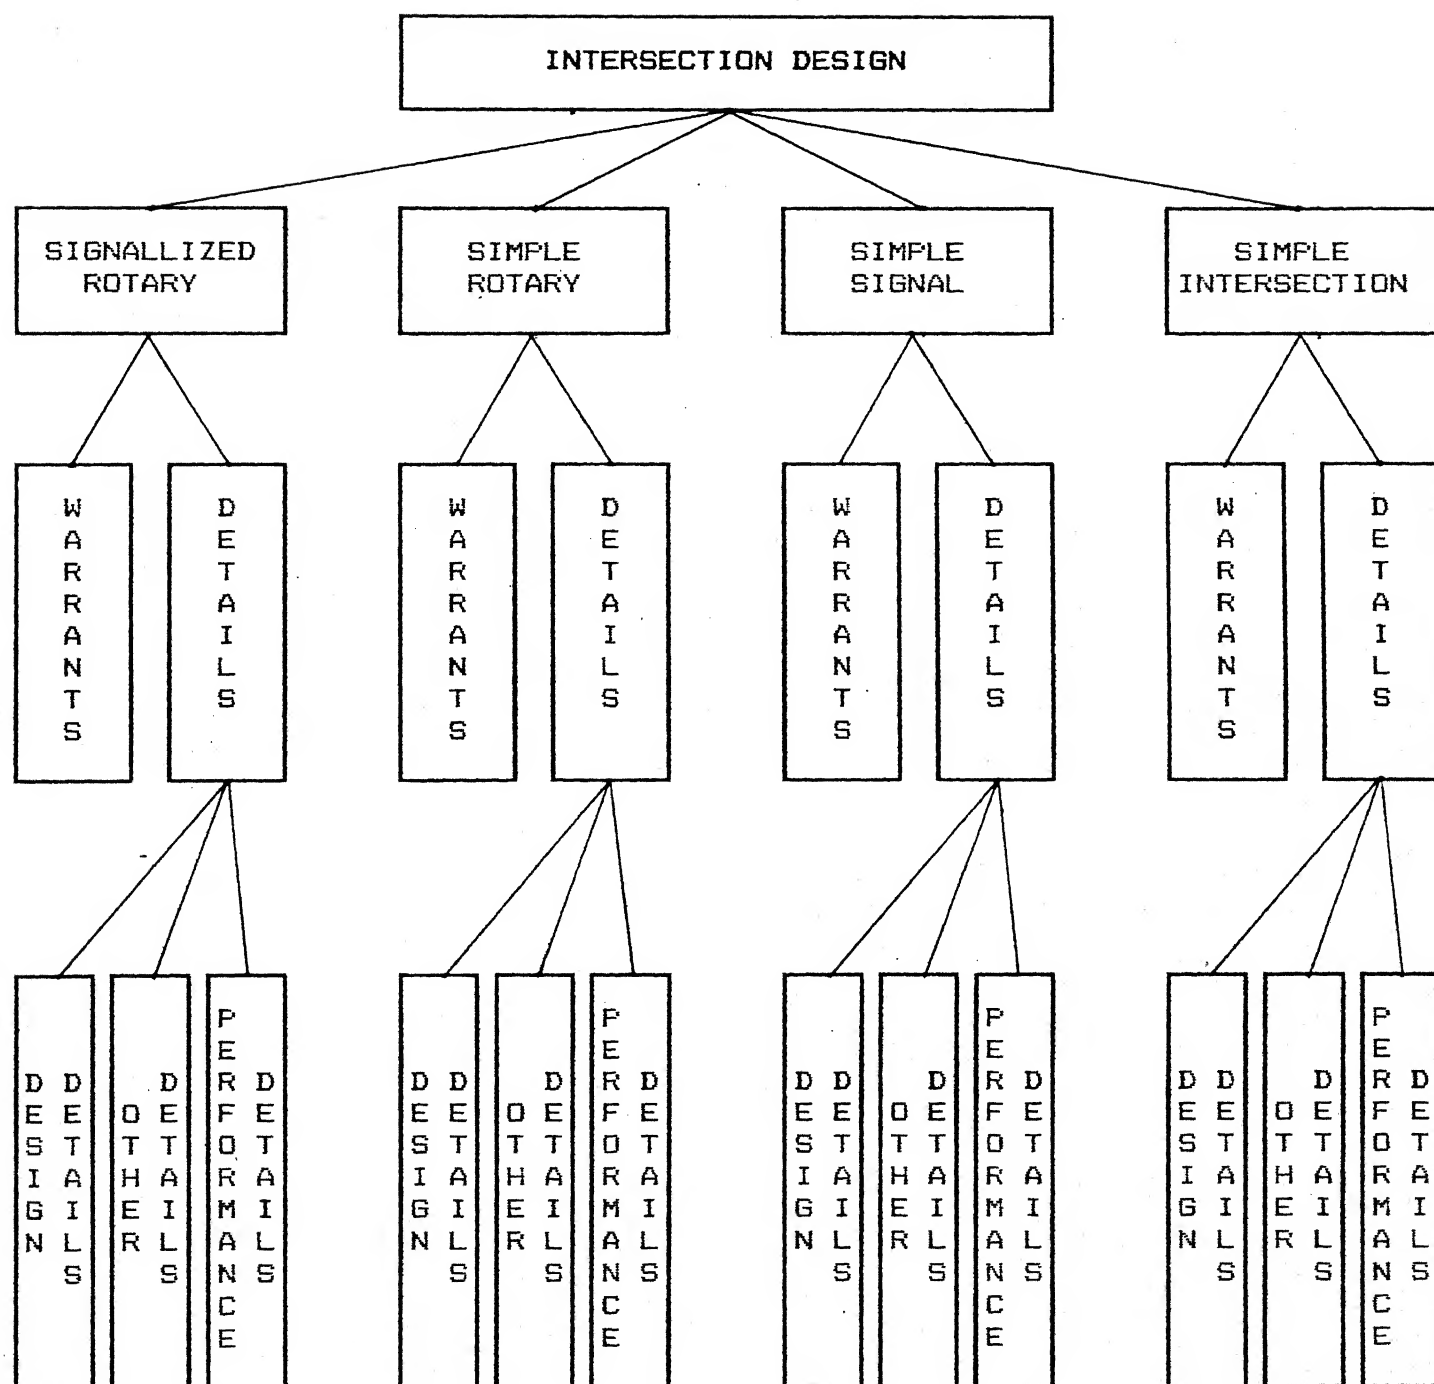 INTERSECTION DESIGN
SIGNALLIZED
ROTARY
SIMPLE
ROTARY
SIMPLE
SIGNAL
SIMPLE
INTERSECTION
WARRANTS
DETAILS
WARRANTS
DETAILS
WARRANTS
DETAILS
WARRANTS
DETAILS
DESIGN
DETAILS
OTHER
DETAILS
PERFORMANCE
DETAILS
DESIGN
DETAILS
OTHER
DETAILS
PERFORMANCE
DETAILS
DESIGN
DETAILS
OTHER
DETAILS
PERFORMANCE
DETAILS
DESIGN
DETAILS
OTHER
DETAILS
PERFORMANCE
DETAILS